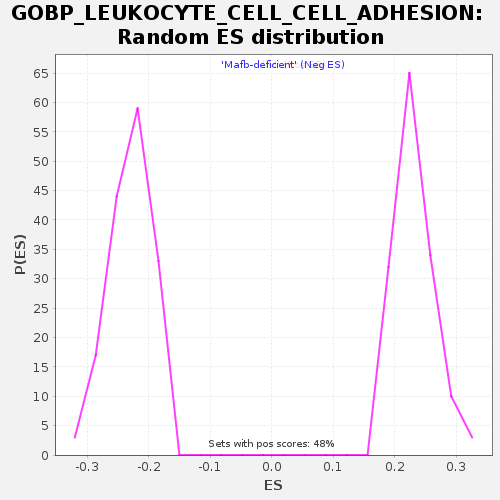 GOBP_LEUKOCYTE_CELL_CELL_ADHESION:
Random ES distribution
'Mafb-deficient' (Neg ES)
65
60
55
50
45
40
35
30
25
20
15
10
5
0
P(ES)
Sets with pos scores: 48%
-0.3 -0.2 -0.1 0.0 0.1 0.2 0.3
ES